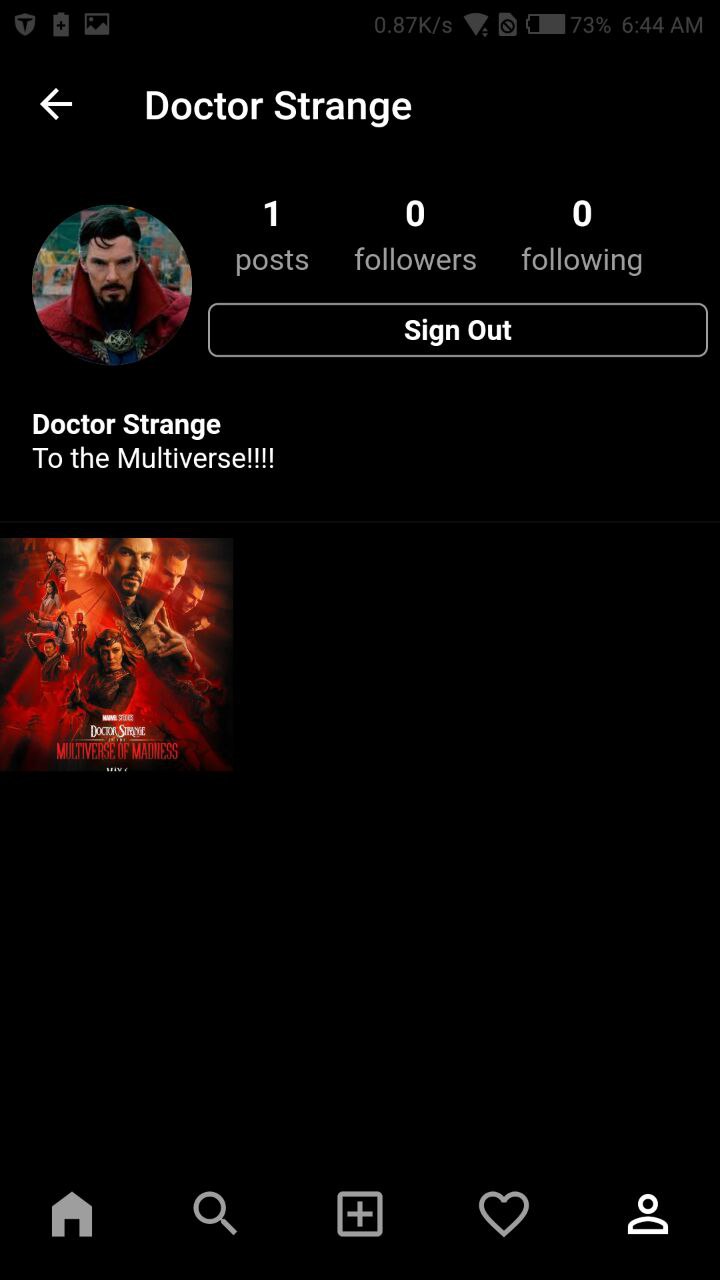 0.87K/s 73% 6:44 AM
Doctor Strange
1 0 0
posts followers following
Sign Out
Doctor Strange
To the Multiverse!!!!
MARVEL STUDIOS
DOCTOR STRANGE
IN THE
MULTIVERSE OF MADNESS